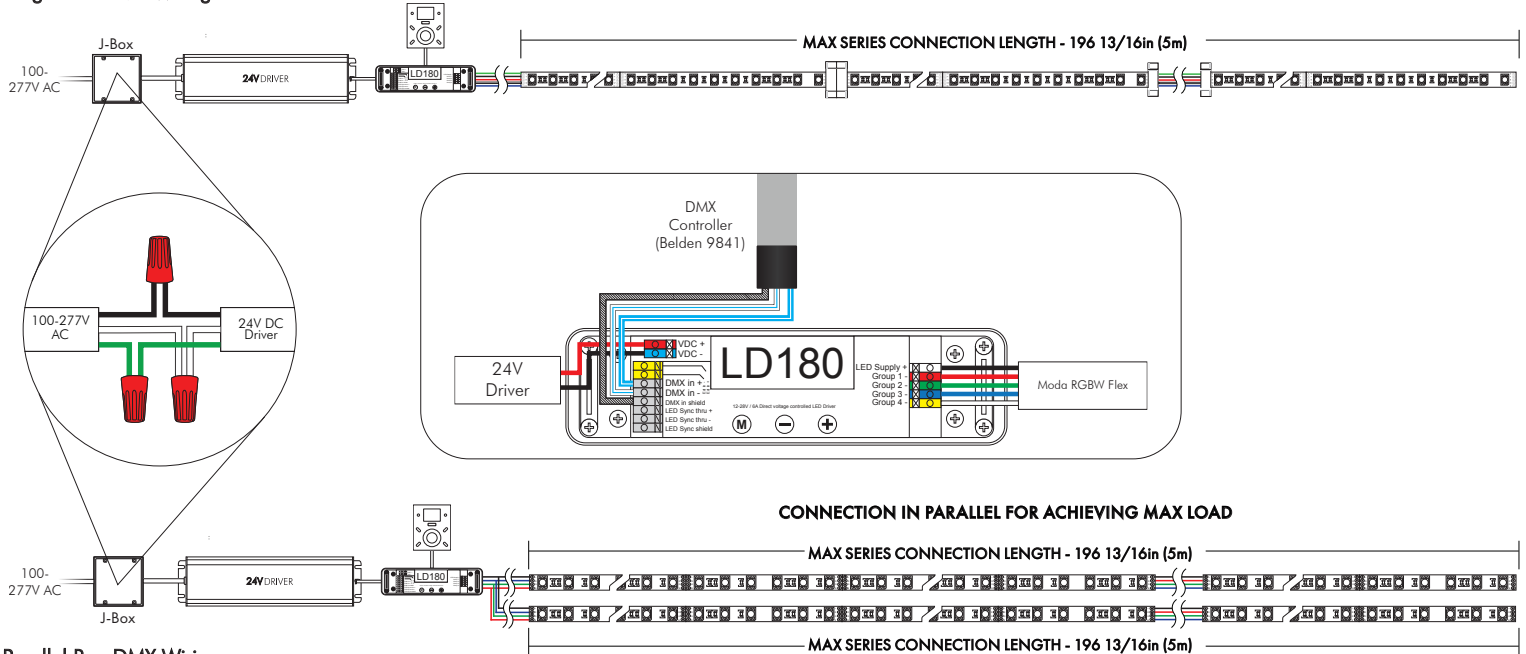 J-Box
100-
277V AC
24V DRIVER
LD180
MAX SERIES CONNECTION LENGTH - 196 13/16in (5m)
DMX
Controller
(Belden 9841)
100-277V
AC
24V DC
Driver
24V
Driver
VDC +
VDC -
DMX in +
DMX in -
DMX in shield
LED Sync thru +
LED Sync thru -
LED Sync shield
LD180
12-28V / 6A Direct voltage controlled LED Driver
M
LED Supply +
Group 1 -
Group 2 -
Group 3 -
Group 4 -
Moda RGBW Flex
CONNECTION IN PARALLEL FOR ACHIEVING MAX LOAD
MAX SERIES CONNECTION LENGTH - 196 13/16in (5m)
100-
277V AC
24V DRIVER
LD180
J-Box
MAX SERIES CONNECTION LENGTH - 196 13/16in (5m)